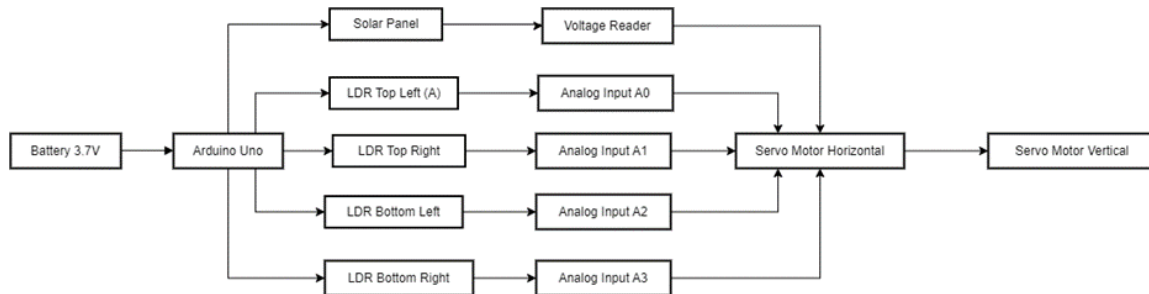 Solar Panel
Voltage Reader
LDR Top Left (A)
Analog Input A0
Battery 3.7V
Arduino Uno
LDR Top Right
Analog Input A1
Servo Motor Horizontal
Servo Motor Vertical
LDR Bottom Left
Analog Input A2
LDR Bottom Right
Analog Input A3